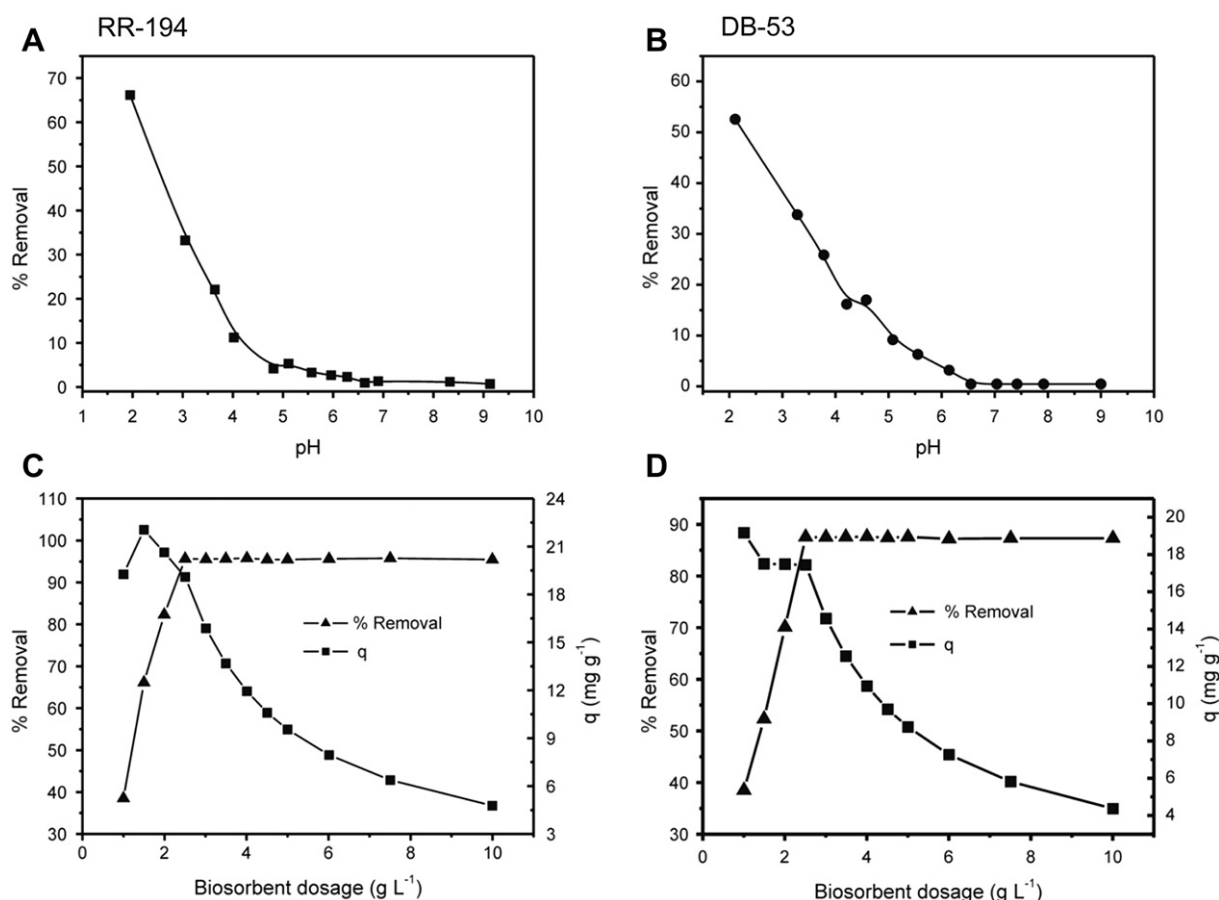 A
RR-194
% Removal
70
60
50
40
30
20
10
0
1 2 3 4 5 6 7 8 9 10
pH
B
DB-53
% Removal
60
50
40
30
20
10
0
2 3 4 5 6 7 8 9 10
pH
C
% Removal
110
100
90
80
70
60
50
40
30
% Removal
q
24
21
18
15
12
9
6
3
q (mg g⁻¹)
0 2 4 6 8 10
Biosorbent dosage (g L⁻¹)
D
% Removal
90
80
70
60
50
40
30
% Removal
q
20
18
16
14
12
10
8
6
4
q (mg g⁻¹)
0 2 4 6 8 10
Biosorbent dosage (g L⁻¹)